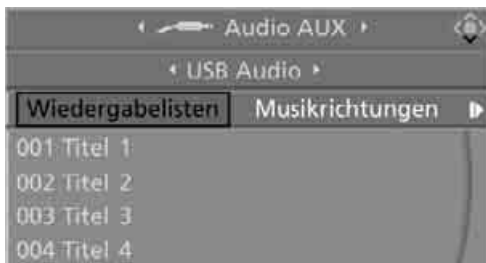 Audio AUX
USB Audio
Wiedergabelisten Musikrichtungen
001 Titel 1
002 Titel 2
003 Titel 3
004 Titel 4